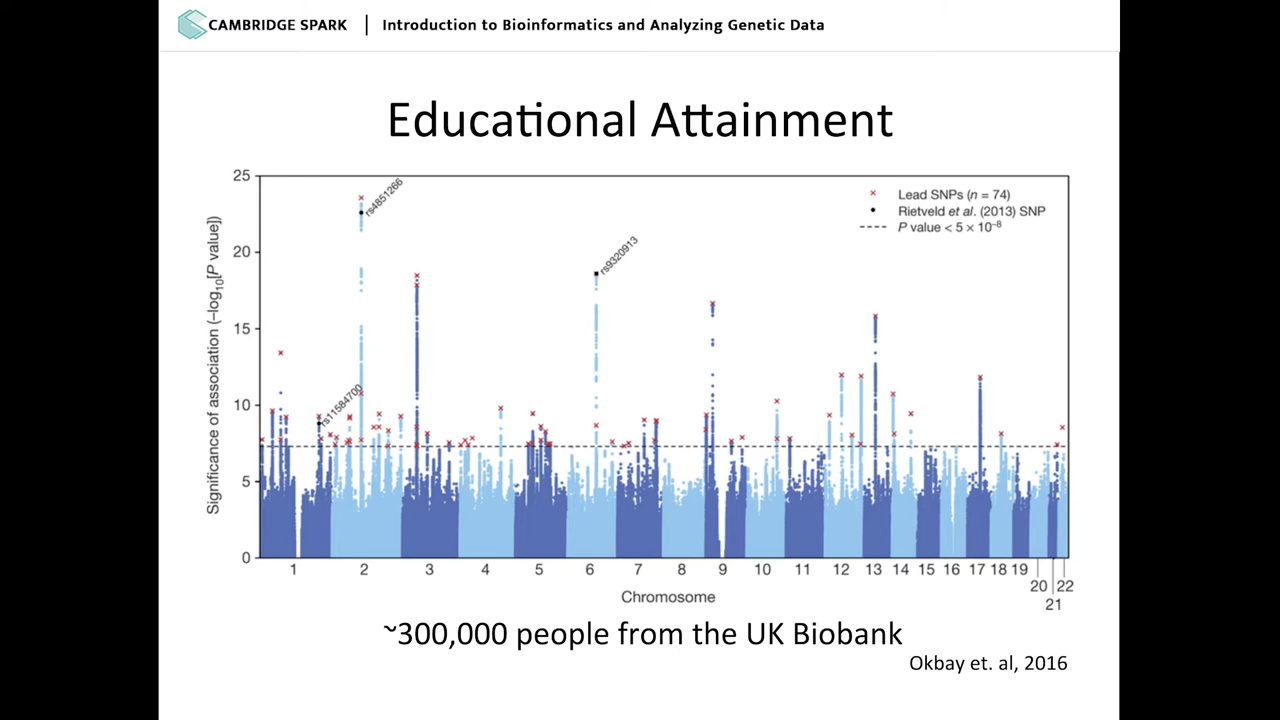 CAMBRIDGE SPARK | Introduction to Bioinformatics and Analyzing Genetic Data
Educational Attainment
25
20
15
10
5
0
Significance of association (–log10[P value])
rs4851266
rs9320913
rs11584700
Lead SNPs (n = 74)
Rietveld et al. (2013) SNP
P value < 5 × 10⁻⁸
1 2 3 4 5 6 7 8 9 10 11 12 13 14 15 16 17 18 19
20 22
21
Chromosome
~300,000 people from the UK Biobank
Okbay et. al, 2016